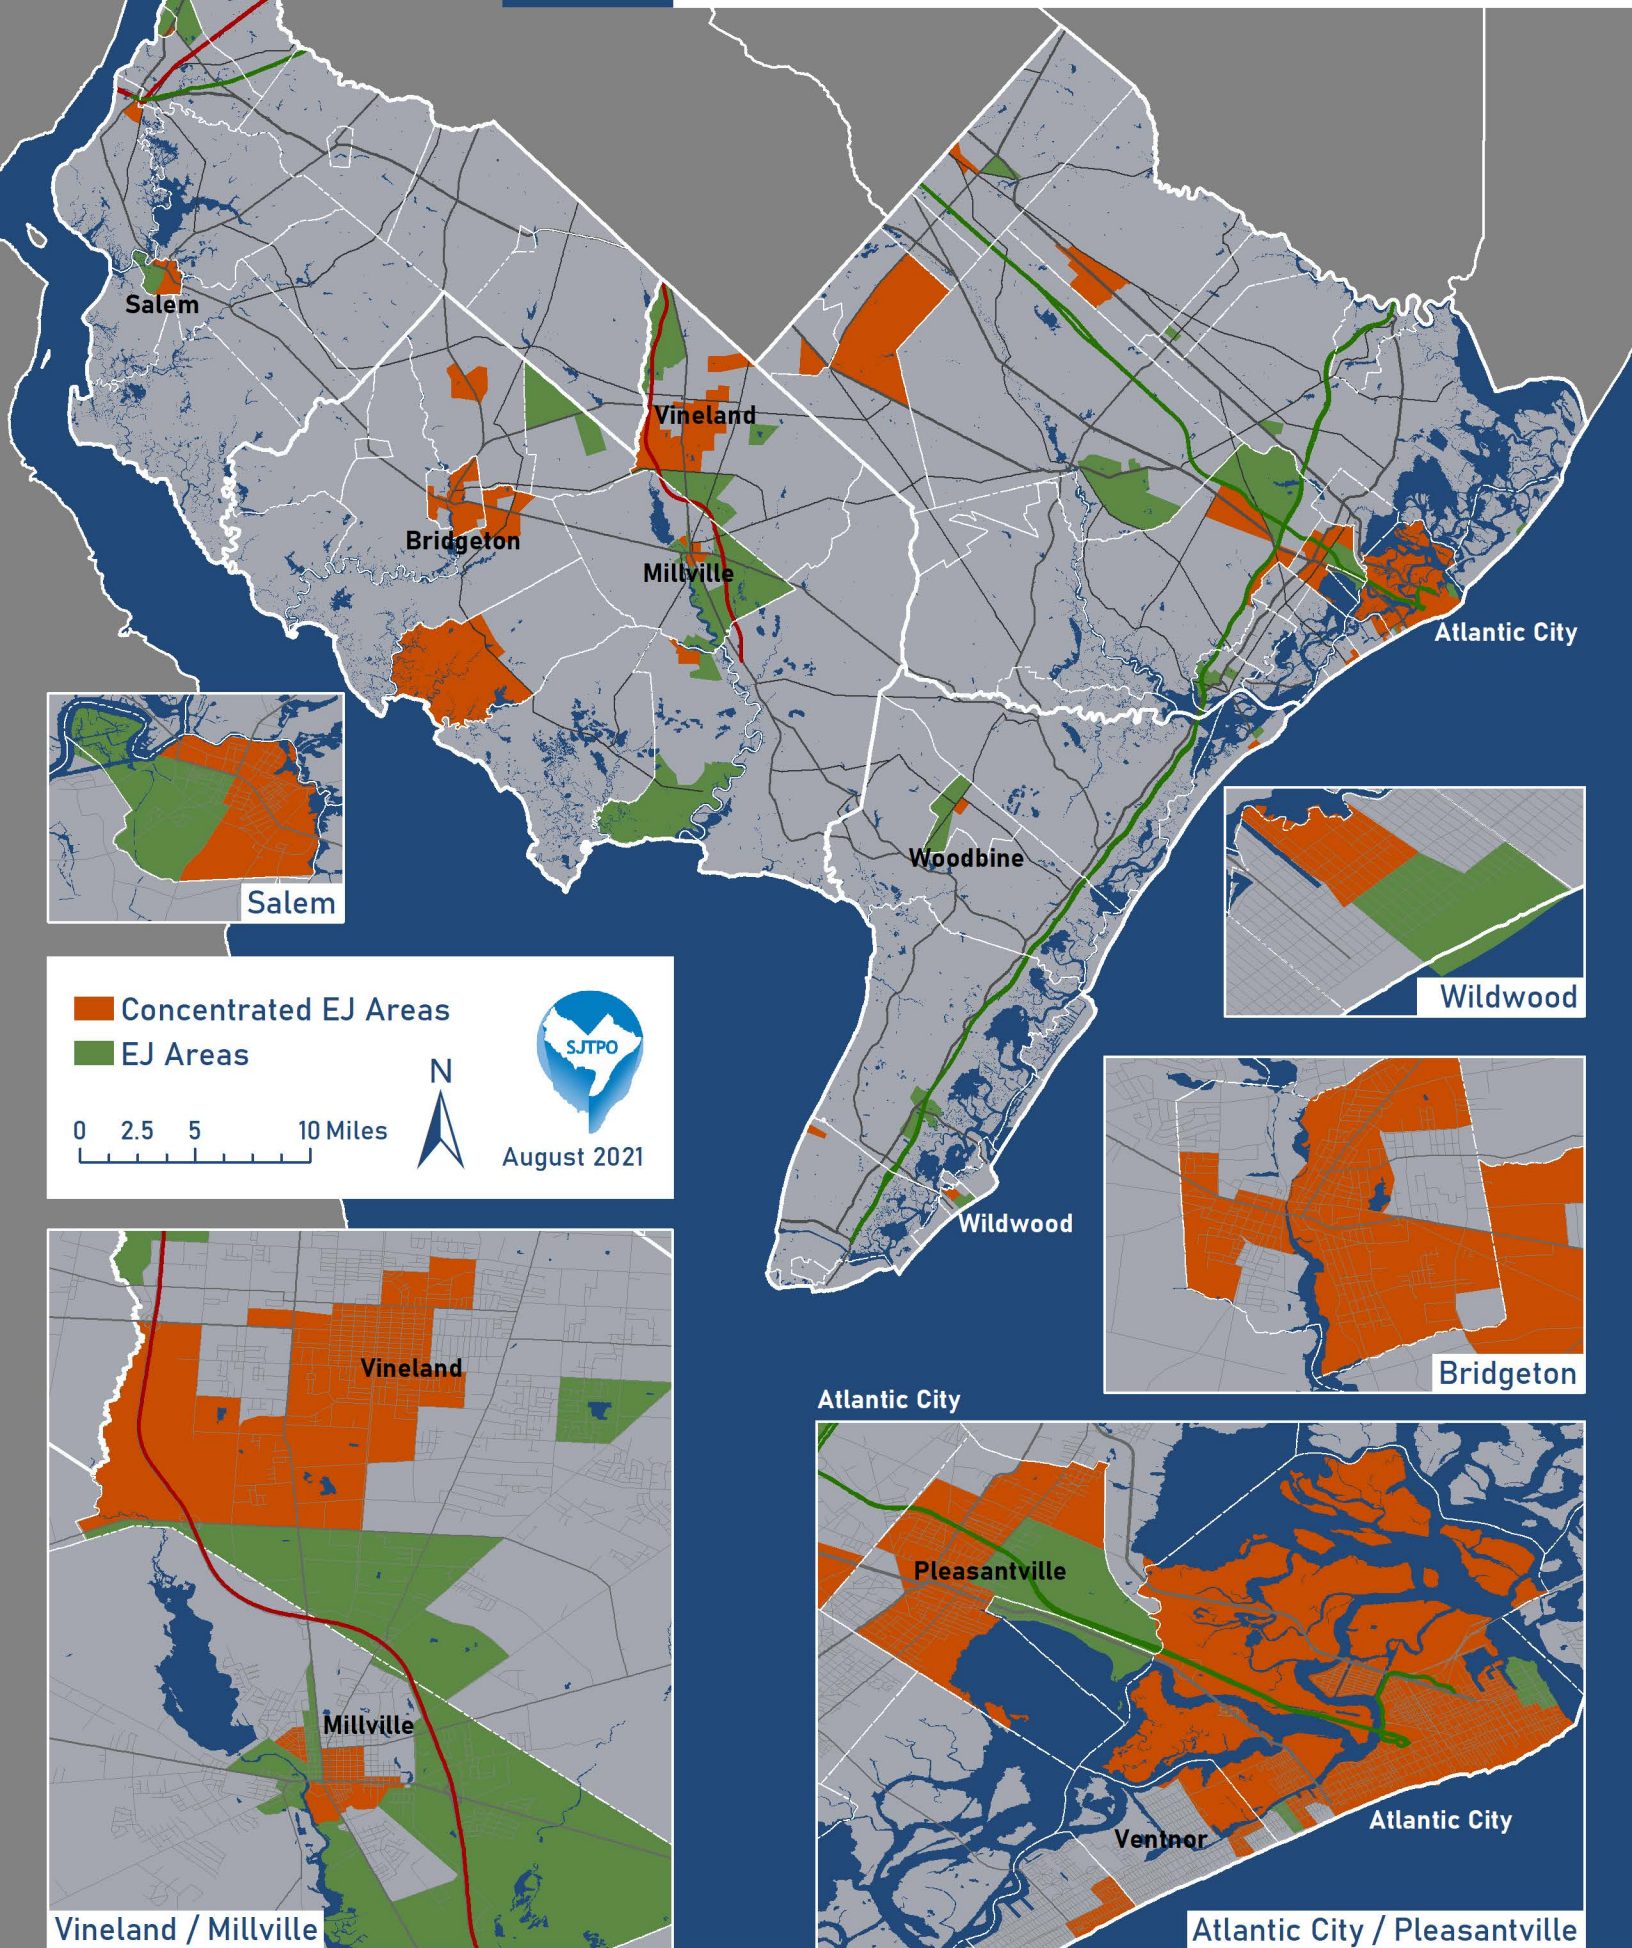 Salem
Vineland
Bridgeton
Millville
Atlantic City
Woodbine
Wildwood
Salem
Wildwood
Concentrated EJ Areas
EJ Areas
N
SJTPO
0 2.5 5 10 Miles
August 2021
Bridgeton
Vineland
Millville
Vineland / Millville
Atlantic City
Pleasantville
Atlantic City
Ventnor
Atlantic City / Pleasantville